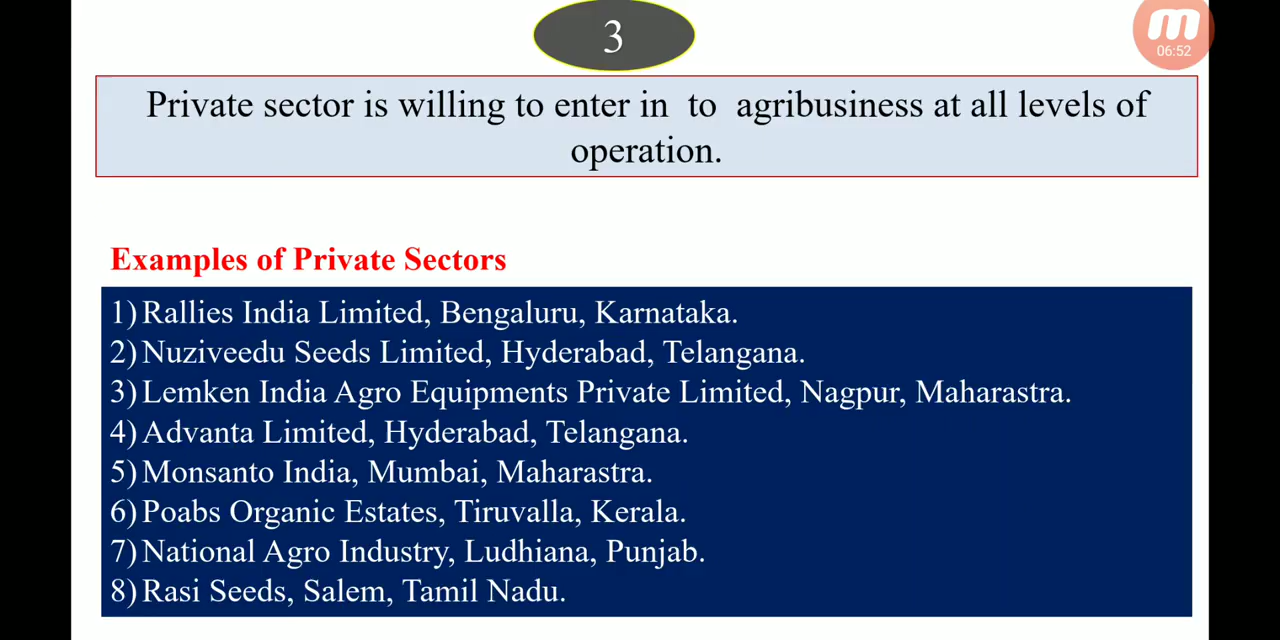 3
06:52
Private sector is willing to enter in to agribusiness at all levels of
operation.
Examples of Private Sectors
1) Rallies India Limited, Bengaluru, Karnataka.
2) Nuziveedu Seeds Limited, Hyderabad, Telangana.
3) Lemken India Agro Equipments Private Limited, Nagpur, Maharastra.
4) Advanta Limited, Hyderabad, Telangana.
5) Monsanto India, Mumbai, Maharastra.
6) Poabs Organic Estates, Tiruvalla, Kerala.
7) National Agro Industry, Ludhiana, Punjab.
8) Rasi Seeds, Salem, Tamil Nadu.